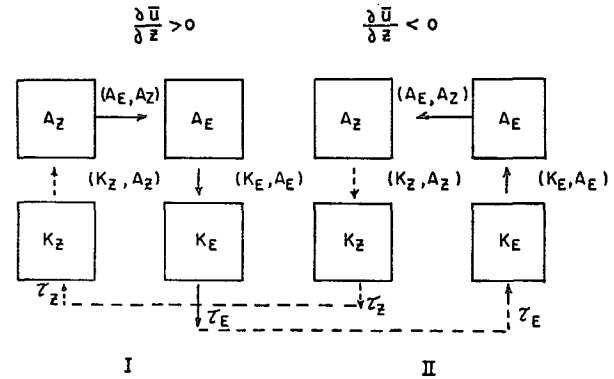 ∂ū/∂z > 0
∂ū/∂z < 0
(A_E, A_Z)
(A_E, A_Z)
A_Z
A_E
A_Z
A_E
(K_Z, A_Z)
(K_E, A_E)
(K_Z, A_Z)
(K_E, A_E)
K_Z
K_E
K_Z
K_E
τ_Z
τ_E
τ_Z
τ_E
I
II